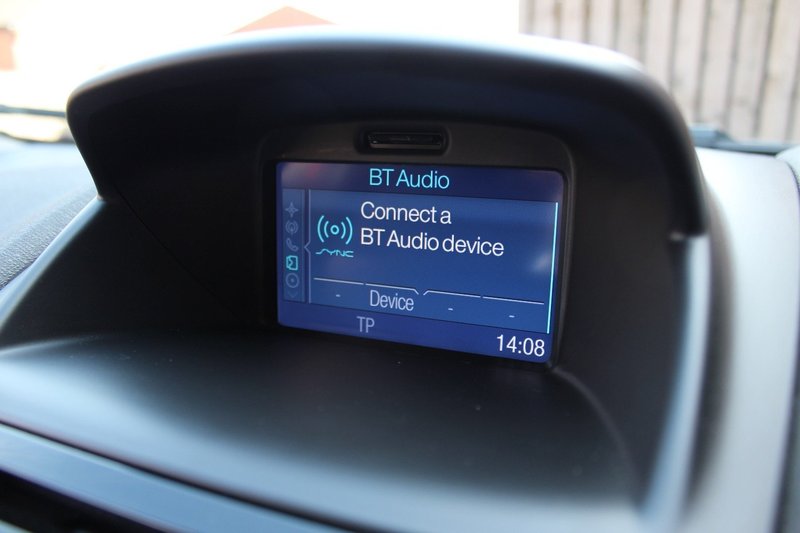 BT Audio
Connect a
BT Audio device
SYNC
- Device - -
TP
14:08